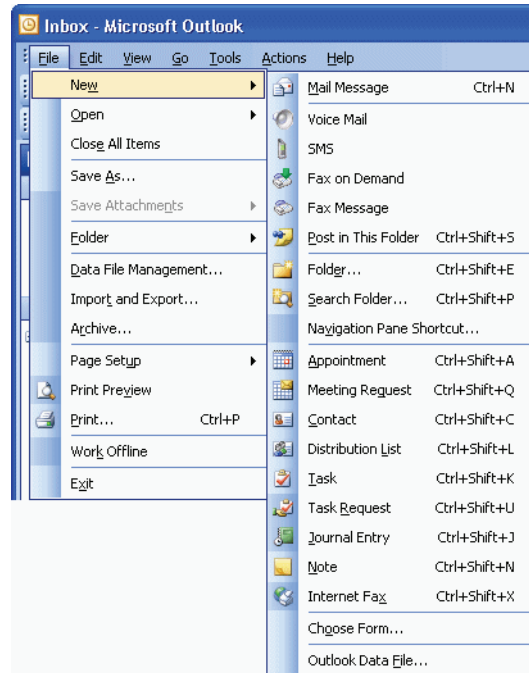 Inbox - Microsoft Outlook
File Edit View Go Tools Actions Help
New
Open
Close All Items
Save As...
Save Attachments
Folder
Data File Management...
Import and Export...
Archive...
Page Setup
Print Preview
Print... Ctrl+P
Work Offline
Exit
Mail Message Ctrl+N
Voice Mail
SMS
Fax on Demand
Fax Message
Post in This Folder Ctrl+Shift+S
Folder... Ctrl+Shift+E
Search Folder... Ctrl+Shift+P
Navigation Pane Shortcut...
Appointment Ctrl+Shift+A
Meeting Request Ctrl+Shift+Q
Contact Ctrl+Shift+C
Distribution List Ctrl+Shift+L
Task Ctrl+Shift+K
Task Request Ctrl+Shift+U
Journal Entry Ctrl+Shift+J
Note Ctrl+Shift+N
Internet Fax Ctrl+Shift+X
Choose Form...
Outlook Data File...